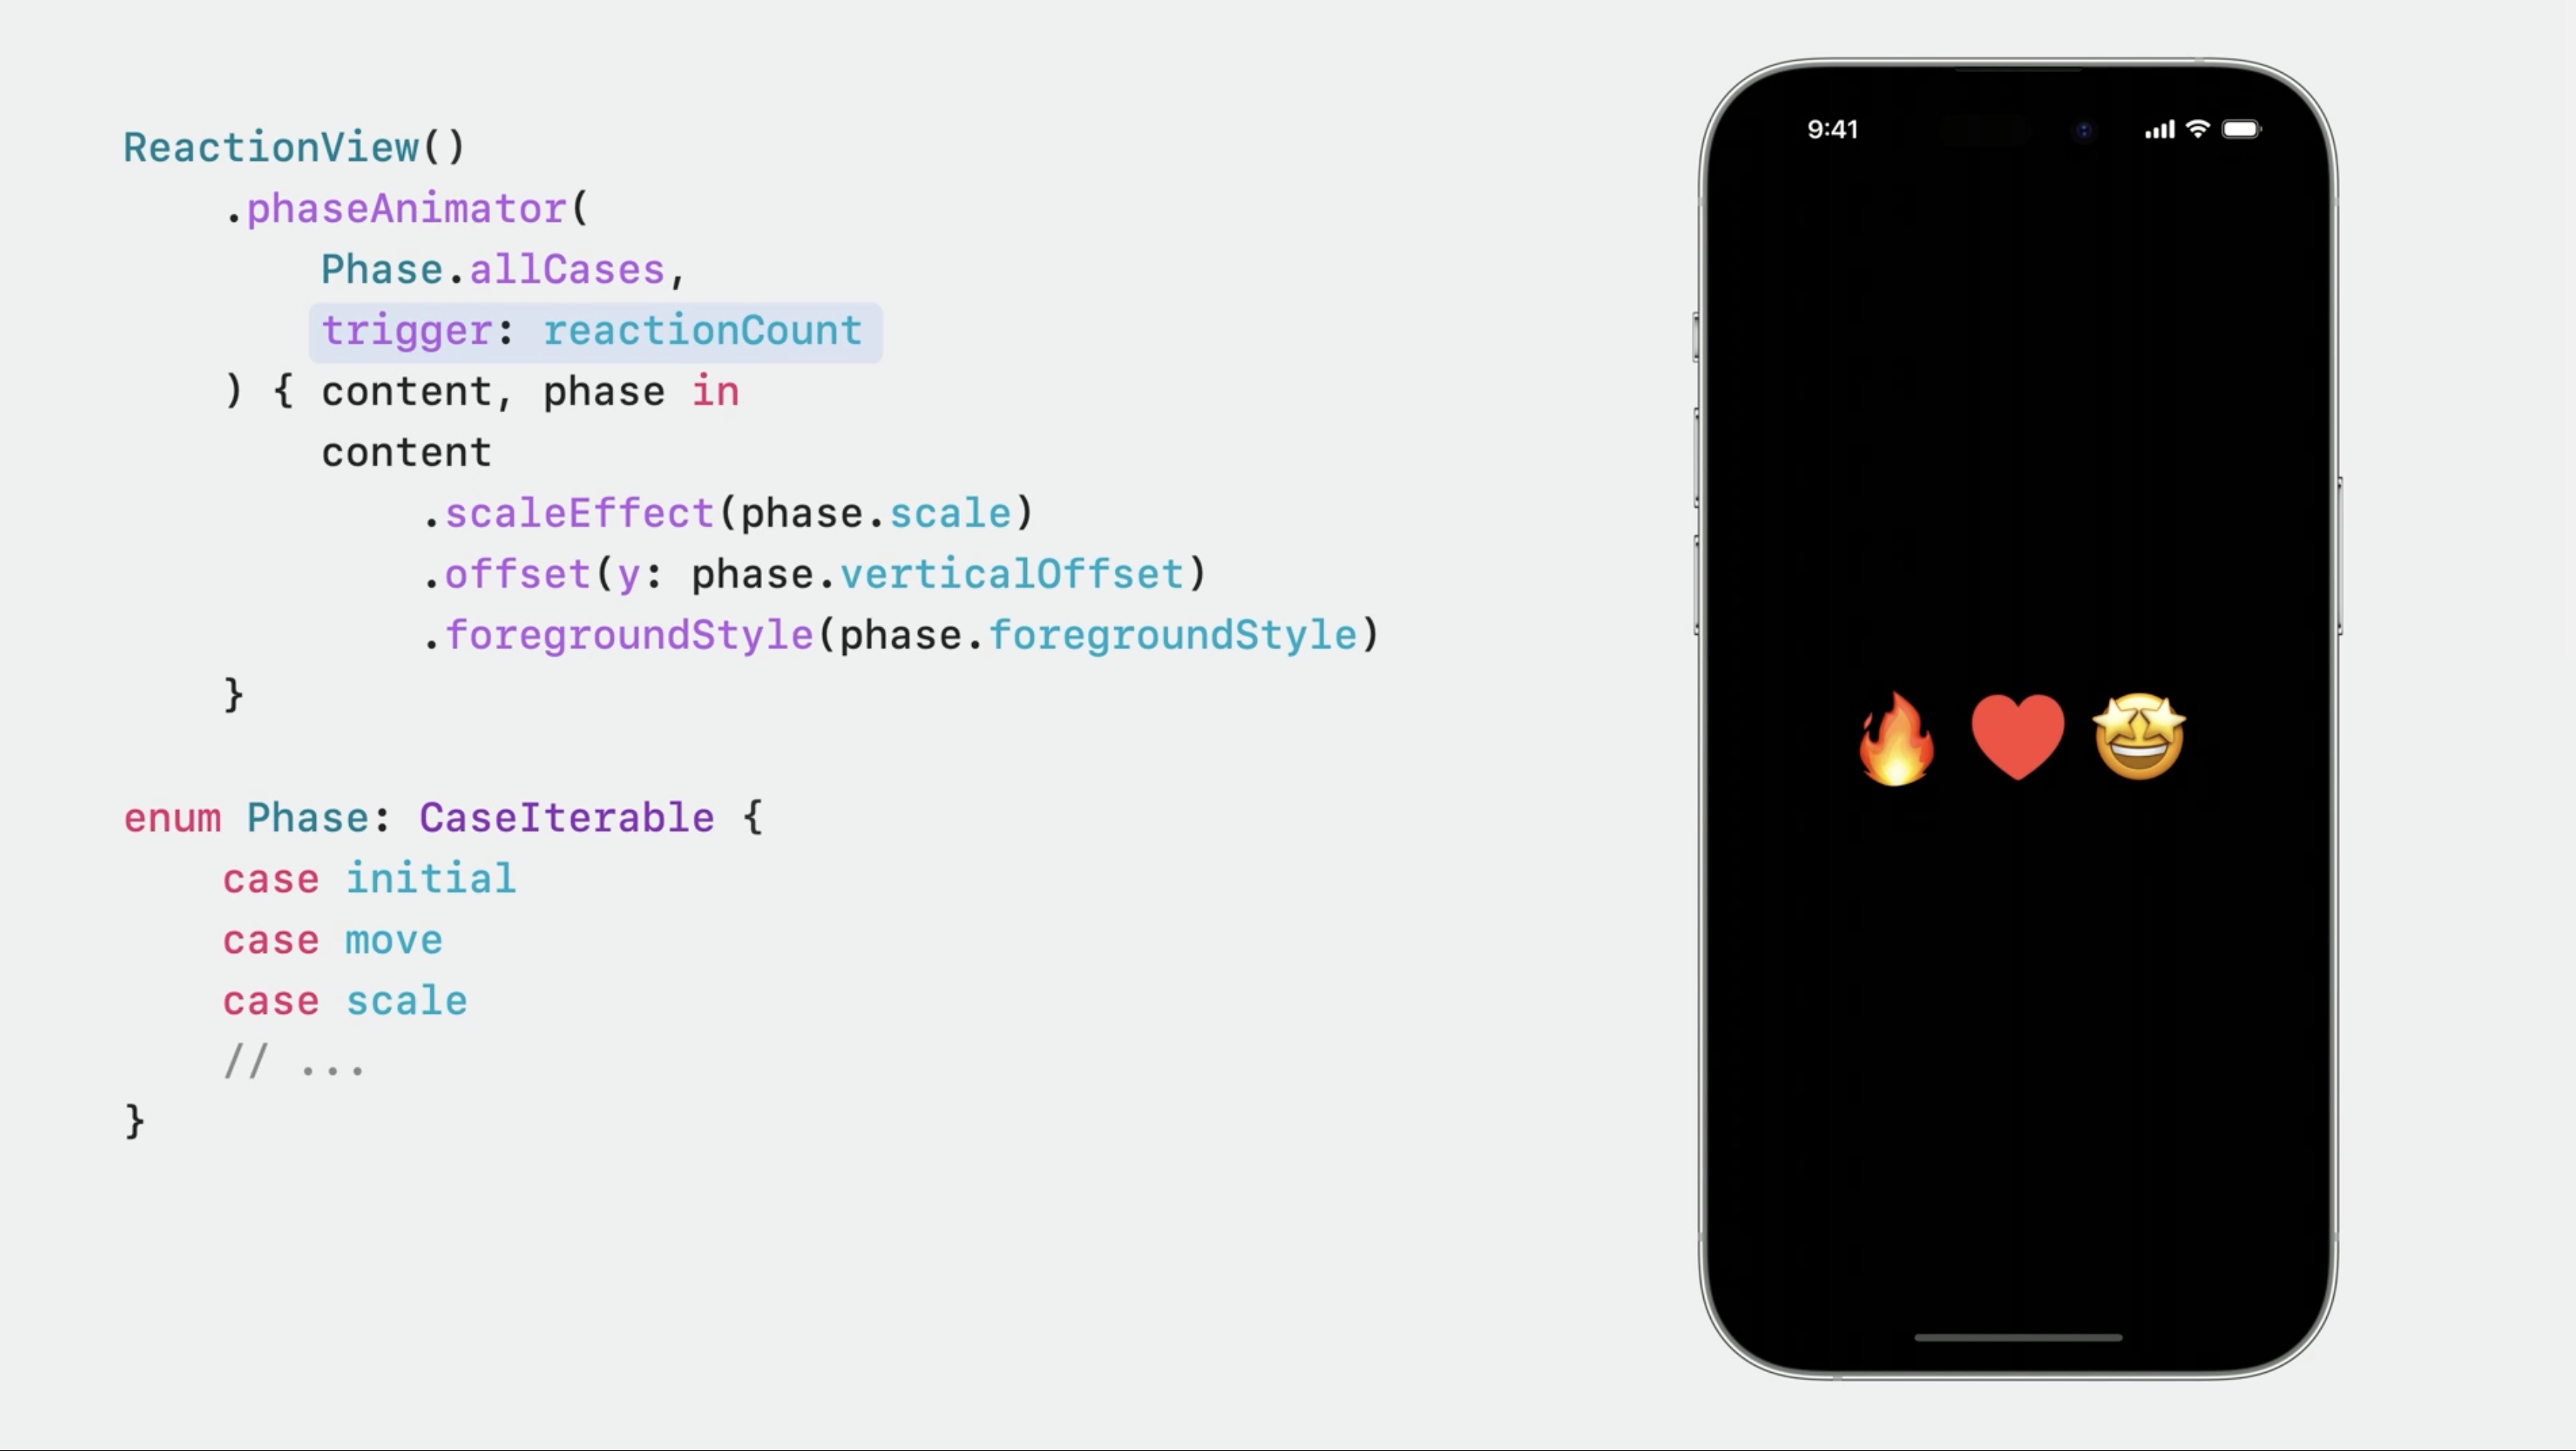 ReactionView()
.phaseAnimator(
Phase.allCases,
trigger: reactionCount
) { content, phase in
content
.scaleEffect(phase.scale)
.offset(y: phase.verticalOffset)
.foregroundStyle(phase.foregroundStyle)
}
enum Phase: CaseIterable {
case initial
case move
case scale
// ...
}
9:41